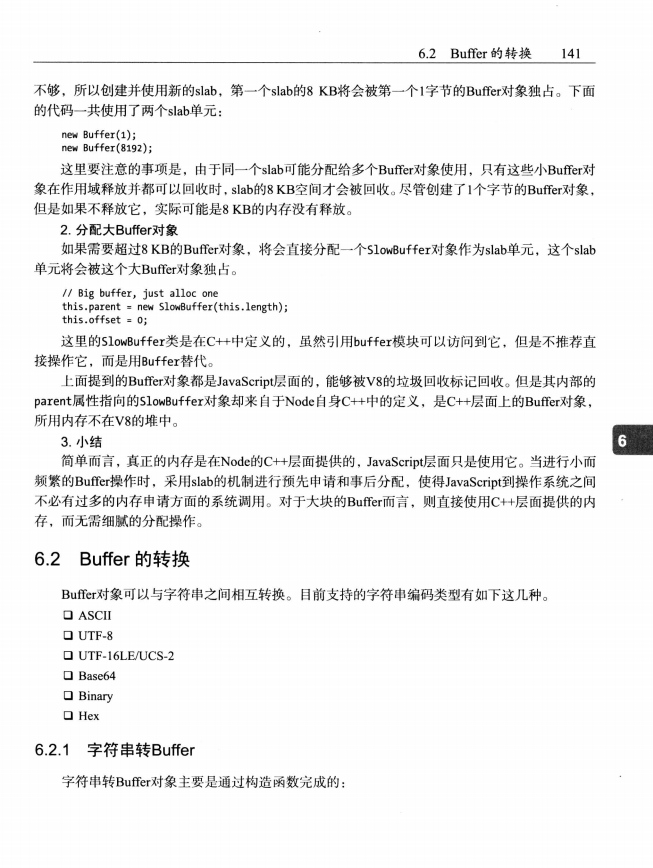 6.2 Buffer 的转换 141
不够，所以创建并使用新的slab，第一个slab的8 KB将会被第一个1字节的Buffer对象独占。下面
的代码一共使用了两个slab单元：
new Buffer(1);
new Buffer(8192);
这里要注意的事项是，由于同一个slab可能分配给多个Buffer对象使用，只有这些小Buffer对
象在作用域释放并都可以回收时，slab的8 KB空间才会被回收。尽管创建了1个字节的Buffer对象，
但是如果不释放它，实际可能是8 KB的内存没有释放。
2. 分配大Buffer对象
如果需要超过8 KB的Buffer对象，将会直接分配一个SlowBuffer对象作为slab单元，这个slab
单元将会被这个大Buffer对象独占。
// Big buffer, just alloc one
this.parent = new SlowBuffer(this.length);
this.offset = 0;
这里的SlowBuffer类是在C++中定义的，虽然引用buffer模块可以访问到它，但是不推荐直
接操作它，而是用Buffer替代。
上面提到的Buffer对象都是JavaScript层面的，能够被V8的垃圾回收标记回收。但是其内部的
parent属性指向的SlowBuffer对象却来自于Node自身C++中的定义，是C++层面上的Buffer对象，
所用内存不在V8的堆中。
3. 小结
6
简单而言，真正的内存是在Node的C++层面提供的，JavaScript层面只是使用它。当进行小而
频繁的Buffer操作时，采用slab的机制进行预先申请和事后分配，使得JavaScript到操作系统之间
不必有过多的内存申请方面的系统调用。对于大块的Buffer而言，则直接使用C++层面提供的内
存，而无需细腻的分配操作。
6.2 Buffer 的转换
Buffer对象可以与字符串之间相互转换。目前支持的字符串编码类型有如下这几种。
❑ ASCII
❑ UTF-8
❑ UTF-16LE/UCS-2
❑ Base64
❑ Binary
❑ Hex
6.2.1 字符串转Buffer
字符串转Buffer对象主要是通过构造函数完成的：